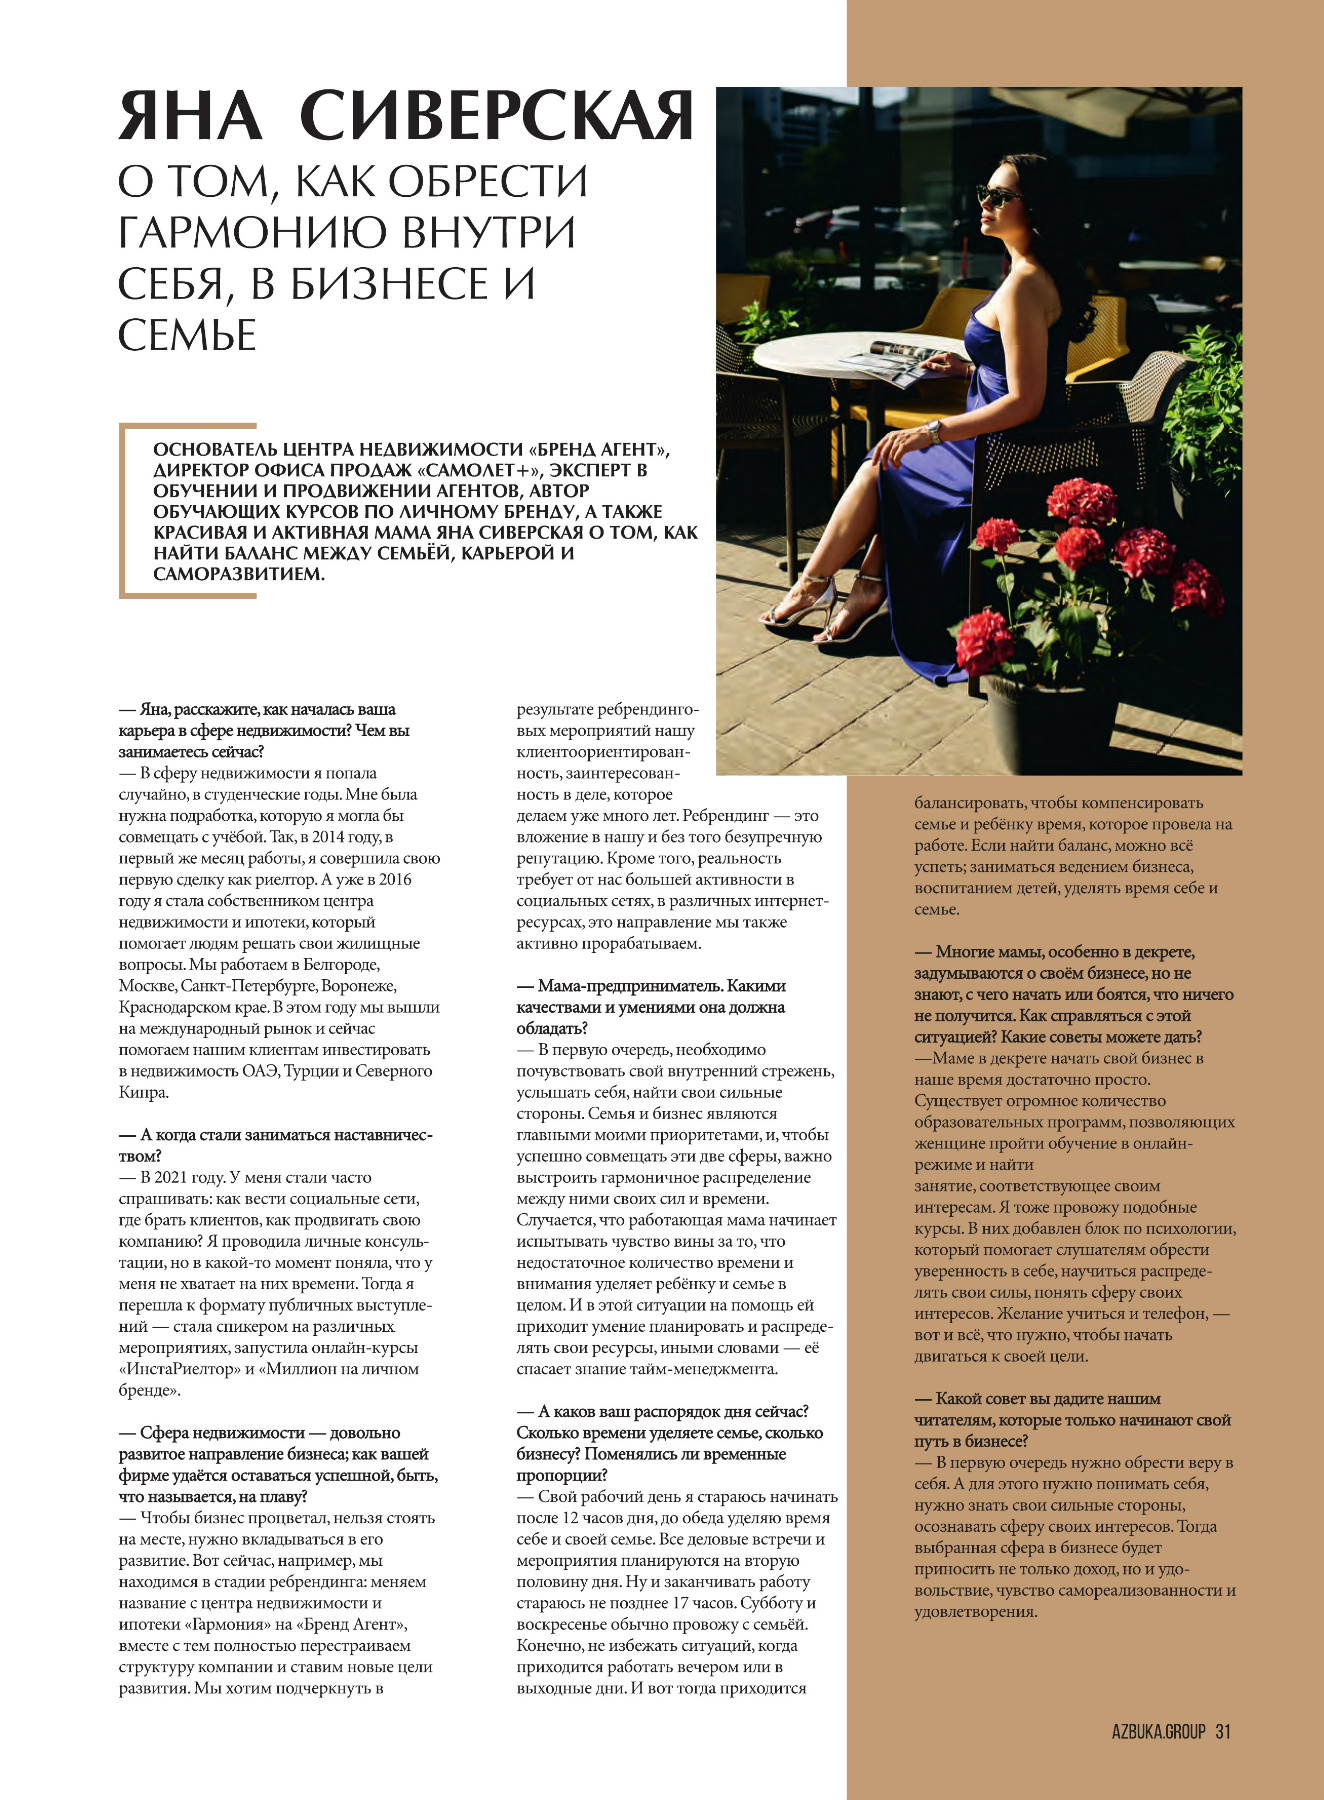 ЯНА СИВЕРСКАЯ
О ТОМ, КАК ОБРЕСТИ
ГАРМОНИЮ ВНУТРИ
СЕБЯ, В БИЗНЕСЕ И
СЕМЬЕ
ОСНОВАТЕЛЬ ЦЕНТРА НЕДВИЖИМОСТИ «БРЕНД АГЕНТ»,
ДИРЕКТОР ОФИСА ПРОДАЖ «САМОЛЕТ+», ЭКСПЕРТ В
ОБУЧЕНИИ И ПРОДВИЖЕНИИ АГЕНТОВ, АВТОР
ОБУЧАЮЩИХ КУРСОВ ПО ЛИЧНОМУ БРЕНДУ, А ТАКЖЕ
КРАСИВАЯ И АКТИВНАЯ МАМА ЯНА СИВЕРСКАЯ О ТОМ, КАК
НАЙТИ БАЛАНС МЕЖДУ СЕМЬЁЙ, КАРЬЕРОЙ И
САМОРАЗВИТИЕМ.
— Яна, расскажите, как началась ваша
карьера в сфере недвижимости? Чем вы
занимаетесь сейчас?
— В сферу недвижимости я попала
случайно, в студенческие годы. Мне была
нужна подработка, которую я могла бы
совмещать с учёбой. Так, в 2014 году, в
первый же месяц работы, я совершила свою
первую сделку как риелтор. А уже в 2016
году я стала собственником центра
недвижимости и ипотеки, который
помогает людям решать свои жилищные
вопросы. Мы работаем в Белгороде,
Москве, Санкт-Петербурге, Воронеже,
Краснодарском крае. В этом году мы вышли
на международный рынок и сейчас
помогаем нашим клиентам инвестировать
в недвижимость ОАЭ, Турции и Северного
Кипра.
— А когда стали заниматься наставничес-
твом?
— В 2021 году. У меня стали часто
спрашивать: как вести социальные сети,
где брать клиентов, как продвигать свою
компанию? Я проводила личные консуль-
тации, но в какой-то момент поняла, что у
меня не хватает на них времени. Тогда я
перешла к формату публичных выступле-
ний — стала спикером на различных
мероприятиях, запустила онлайн-курсы
«ИнстаРиелтор» и «Миллион на личном
бренде».
— Сфера недвижимости — довольно
развитое направление бизнеса; как вашей
фирме удаётся оставаться успешной, быть,
что называется, на плаву?
— Чтобы бизнес процветал, нельзя стоять
на месте, нужно вкладываться в его
развитие. Вот сейчас, например, мы
находимся в стадии ребрендинга: меняем
название с центра недвижимости и
ипотеки «Гармония» на «Бренд Агент»,
вместе с тем полностью перестраиваем
структуру компании и ставим новые цели
развития. Мы хотим подчеркнуть в
результате ребрендинго-
вых мероприятий нашу
клиентоориентирован-
ность, заинтересован-
ность в деле, которое
делаем уже много лет. Ребрендинг — это
вложение в нашу и без того безупречную
репутацию. Кроме того, реальность
требует от нас большей активности в
социальных сетях, в различных интернет-
ресурсах, это направление мы также
активно прорабатываем.
— Мама-предприниматель. Какими
качествами и умениями она должна
обладать?
— В первую очередь, необходимо
почувствовать свой внутренний стрежень,
услышать себя, найти свои сильные
стороны. Семья и бизнес являются
главными моими приоритетами, и, чтобы
успешно совмещать эти две сферы, важно
выстроить гармоничное распределение
между ними своих сил и времени.
Случается, что работающая мама начинает
испытывать чувство вины за то, что
недостаточное количество времени и
внимания уделяет ребёнку и семье в
целом. И в этой ситуации на помощь ей
приходит умение планировать и распреде-
лять свои ресурсы, иными словами — её
спасает знание тайм-менеджмента.
— А каков ваш распорядок дня сейчас?
Сколько времени уделяете семье, сколько
бизнесу? Поменялись ли временные
пропорции?
— Свой рабочий день я стараюсь начинать
после 12 часов дня, до обеда уделяю время
себе и своей семье. Все деловые встречи и
мероприятия планируются на вторую
половину дня. Ну и заканчивать работу
стараюсь не позднее 17 часов. Субботу и
воскресенье обычно провожу с семьёй.
Конечно, не избежать ситуаций, когда
приходится работать вечером или в
выходные дни. И вот тогда приходится
балансировать, чтобы компенсировать
семье и ребёнку время, которое провела на
работе. Если найти баланс, можно всё
успеть; заниматься ведением бизнеса,
воспитанием детей, уделять время себе и
семье.
— Многие мамы, особенно в декрете,
задумываются о своём бизнесе, но не
знают, с чего начать или боятся, что ничего
не получится. Как справляться с этой
ситуацией? Какие советы можете дать?
—Маме в декрете начать свой бизнес в
наше время достаточно просто.
Существует огромное количество
образовательных программ, позволяющих
женщине пройти обучение в онлайн-
режиме и найти
занятие, соответствующее своим
интересам. Я тоже провожу подобные
курсы. В них добавлен блок по психологии,
который помогает слушателям обрести
уверенность в себе, научиться распреде-
лять свои силы, понять сферу своих
интересов. Желание учиться и телефон, —
вот и всё, что нужно, чтобы начать
двигаться к своей цели.
— Какой совет вы дадите нашим
читателям, которые только начинают свой
путь в бизнесе?
— В первую очередь нужно обрести веру в
себя. А для этого нужно понимать себя,
нужно знать свои сильные стороны,
осознавать сферу своих интересов. Тогда
выбранная сфера в бизнесе будет
приносить не только доход, но и удо-
вольствие, чувство самореализованности и
удовлетворения.
AZBUKA.GROUP 31